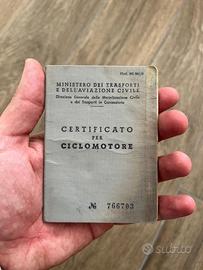 MINISTERO DEI TRASPORTI
E DELL'AVIAZIONE CIVILE
Direzione Generale della Motorizzazione Civile
e dei Trasporti in Concessione
CERTIFICATO
PER
CICLOMOTORE
№ 766793
subito